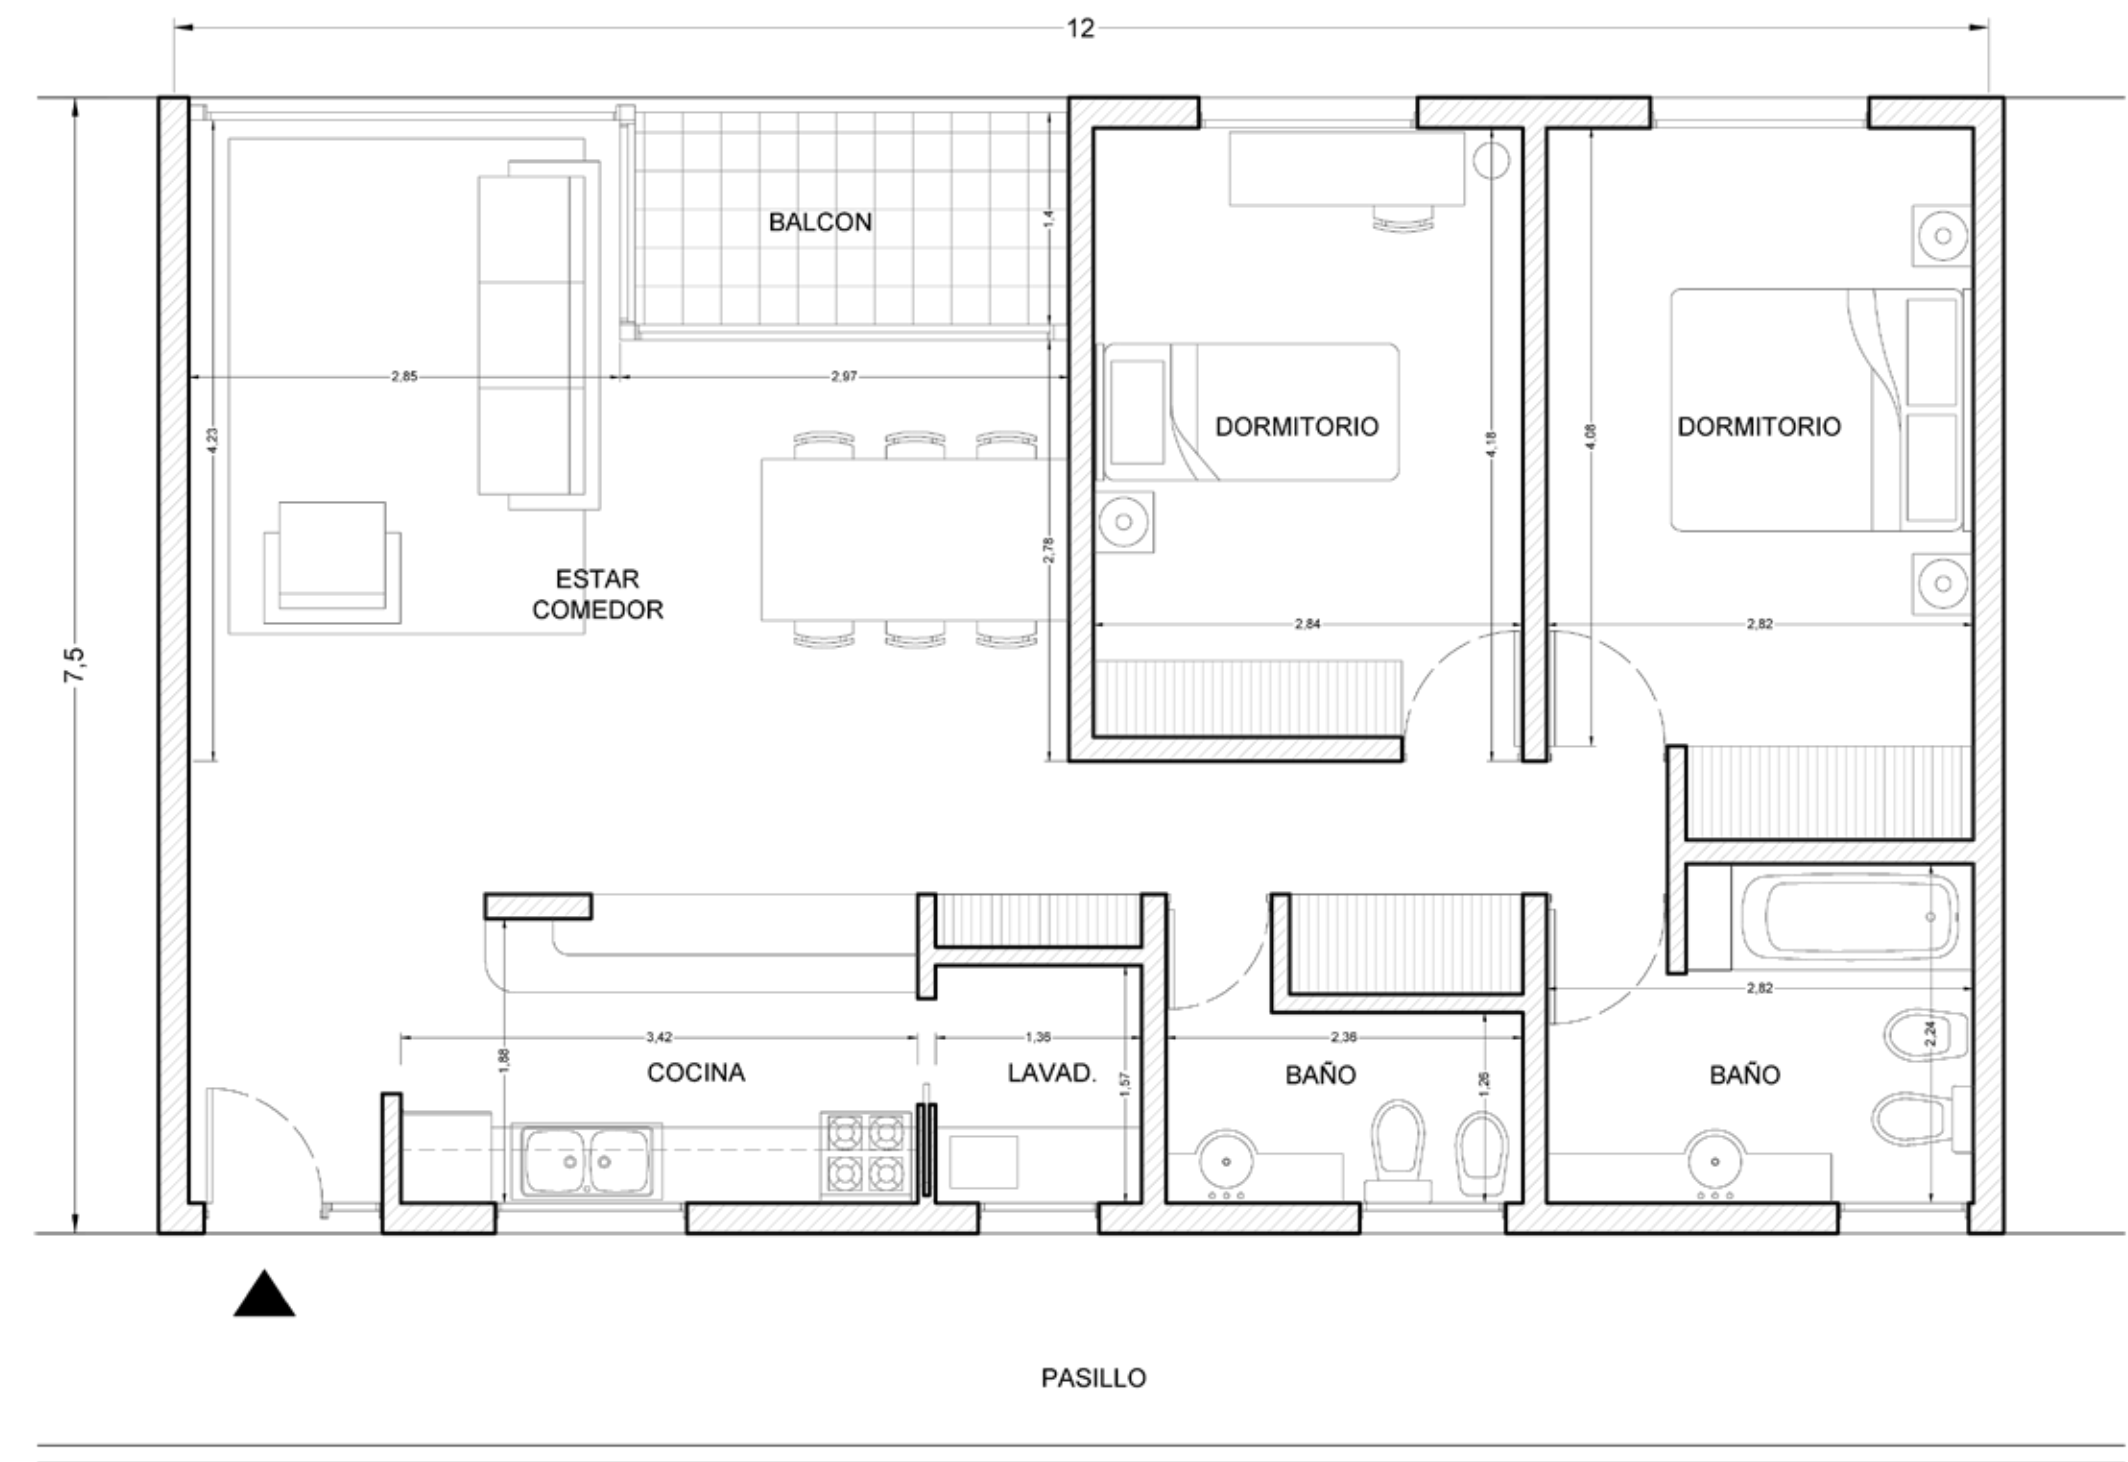 12
BALCON
1,4
2,85
2,97
4,23
DORMITORIO
4,18
4,08
DORMITORIO
7,5
ESTAR
COMEDOR
2,78
2,84
2,82
2,82
3,42
1,88
COCINA
1,36
LAVAD.
1,57
2,36
BAÑO
1,26
BAÑO
2,24
PASILLO